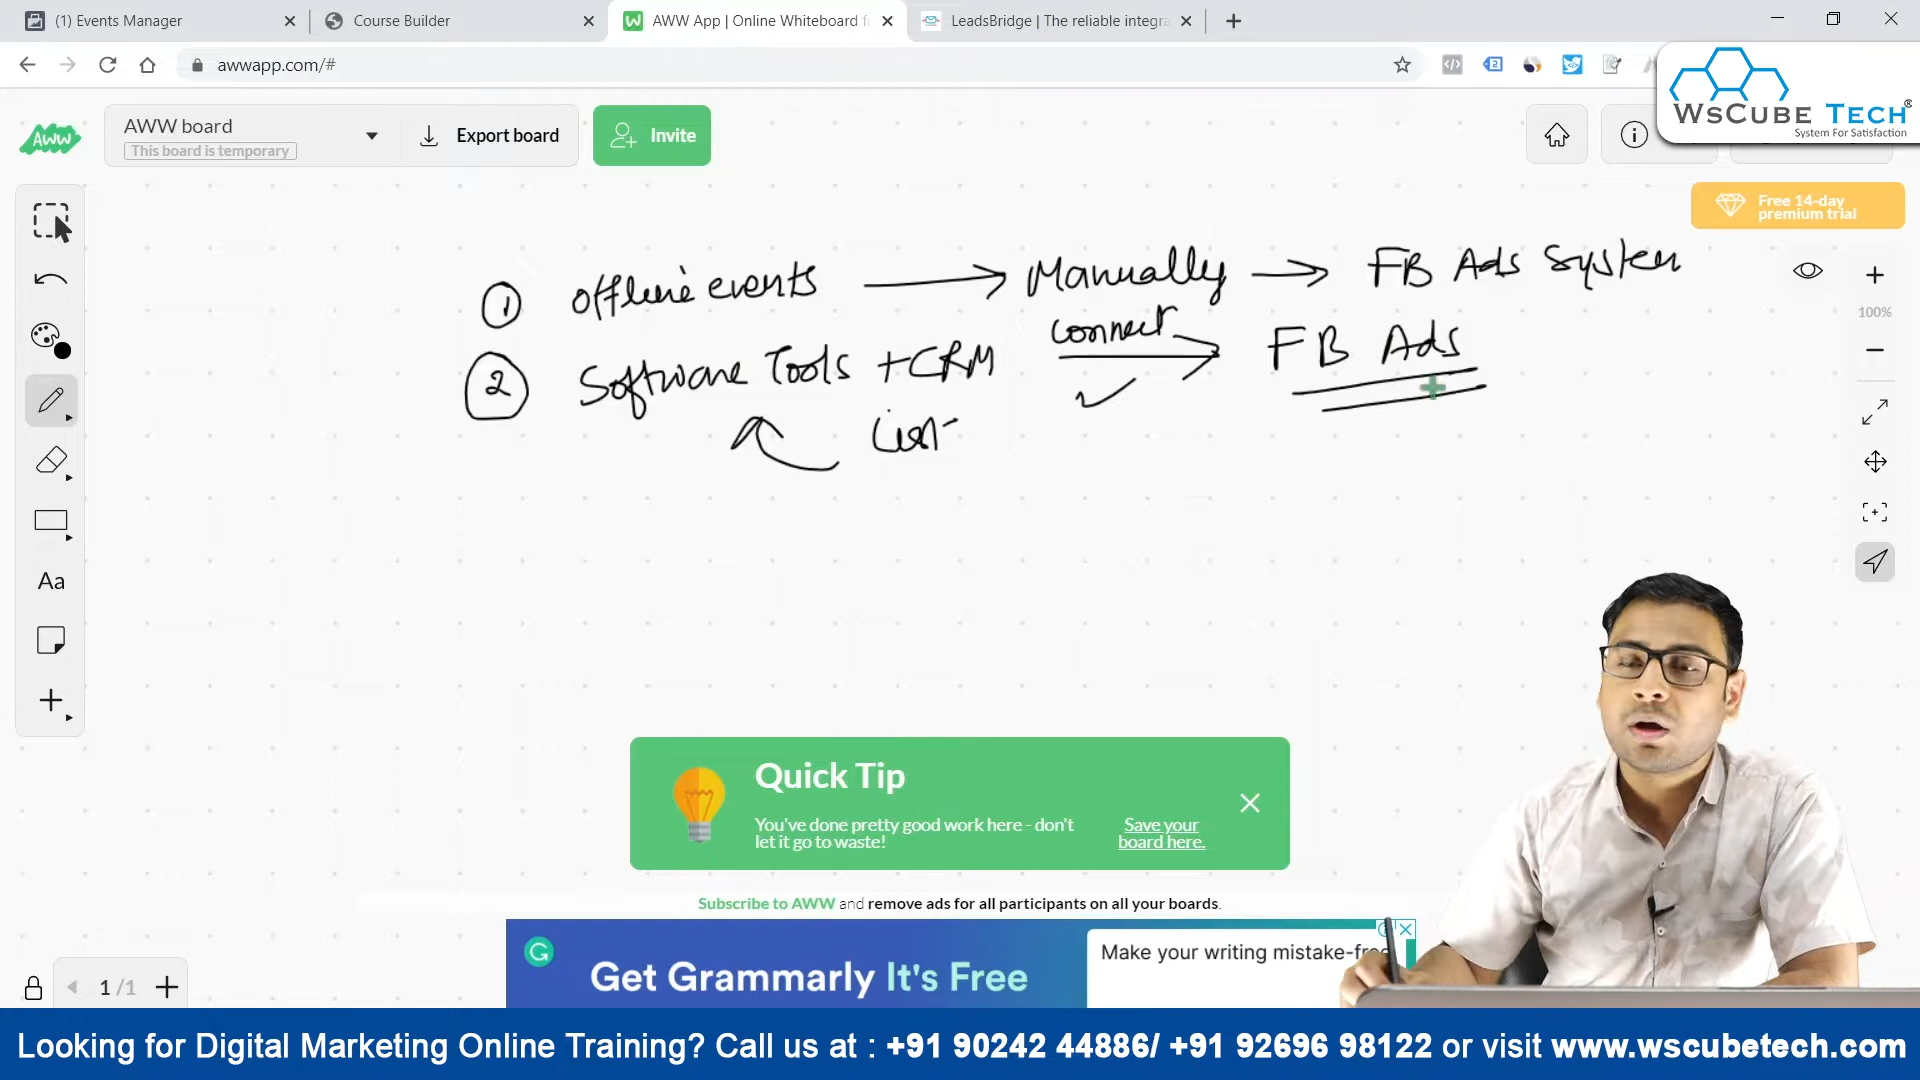 (1) Events Manager
Course Builder
AWW App | Online Whiteboard fo
LeadsBridge | The reliable integra
awwapp.com/#
WsCube Tech®
System For Satisfaction
AWW
AWW board
This board is temporary
Export board
Invite
Free 14-day
premium trial
① offline events → Manually → FB Ads System
② Software Tools + CRM connect → FB Ads
List
100%
Aa
Quick Tip
You've done pretty good work here - don't
let it go to waste!
Save your
board here.
Subscribe to AWW and remove ads for all participants on all your boards.
Get Grammarly It's Free
Make your writing mistake-free
1 /1
Looking for Digital Marketing Online Training? Call us at : +91 90242 44886/ +91 92696 98122 or visit www.wscubetech.com